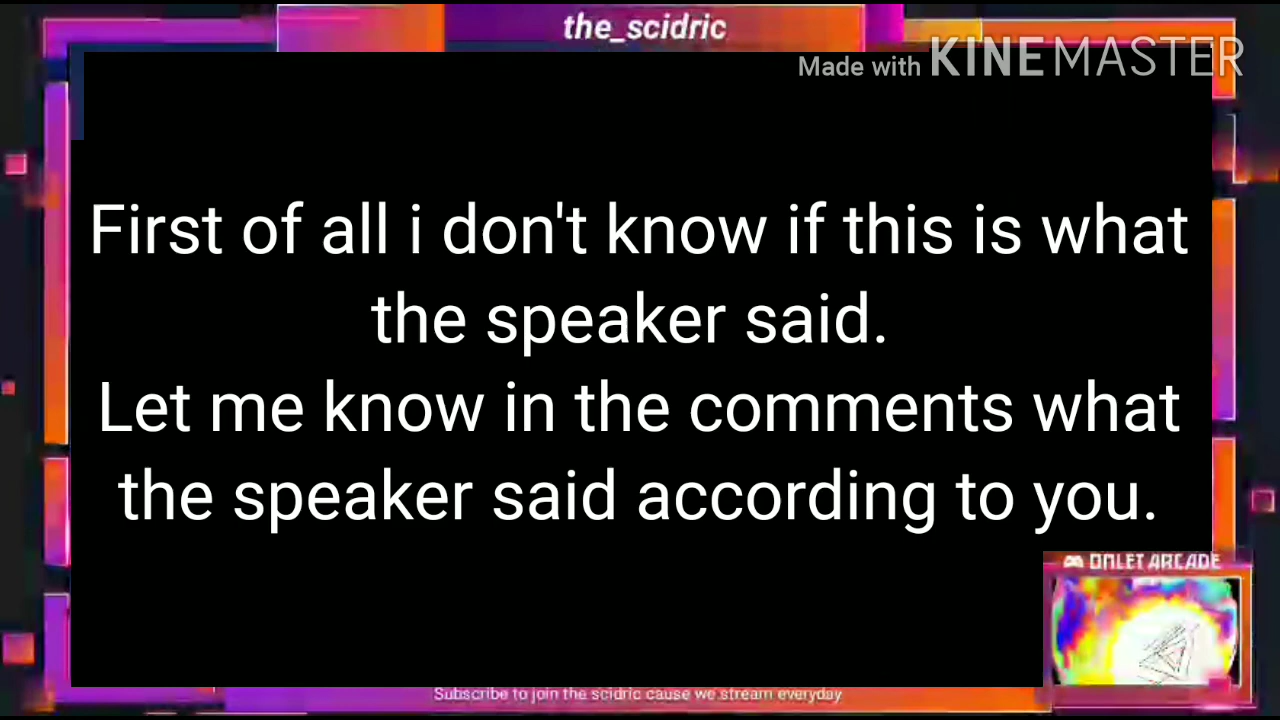 the_scidric
Made with KINEMASTER
First of all i don't know if this is what
the speaker said.
Let me know in the comments what
the speaker said according to you.
OMLET ARCADE
Subscribe to join the scidric cause we stream everyday